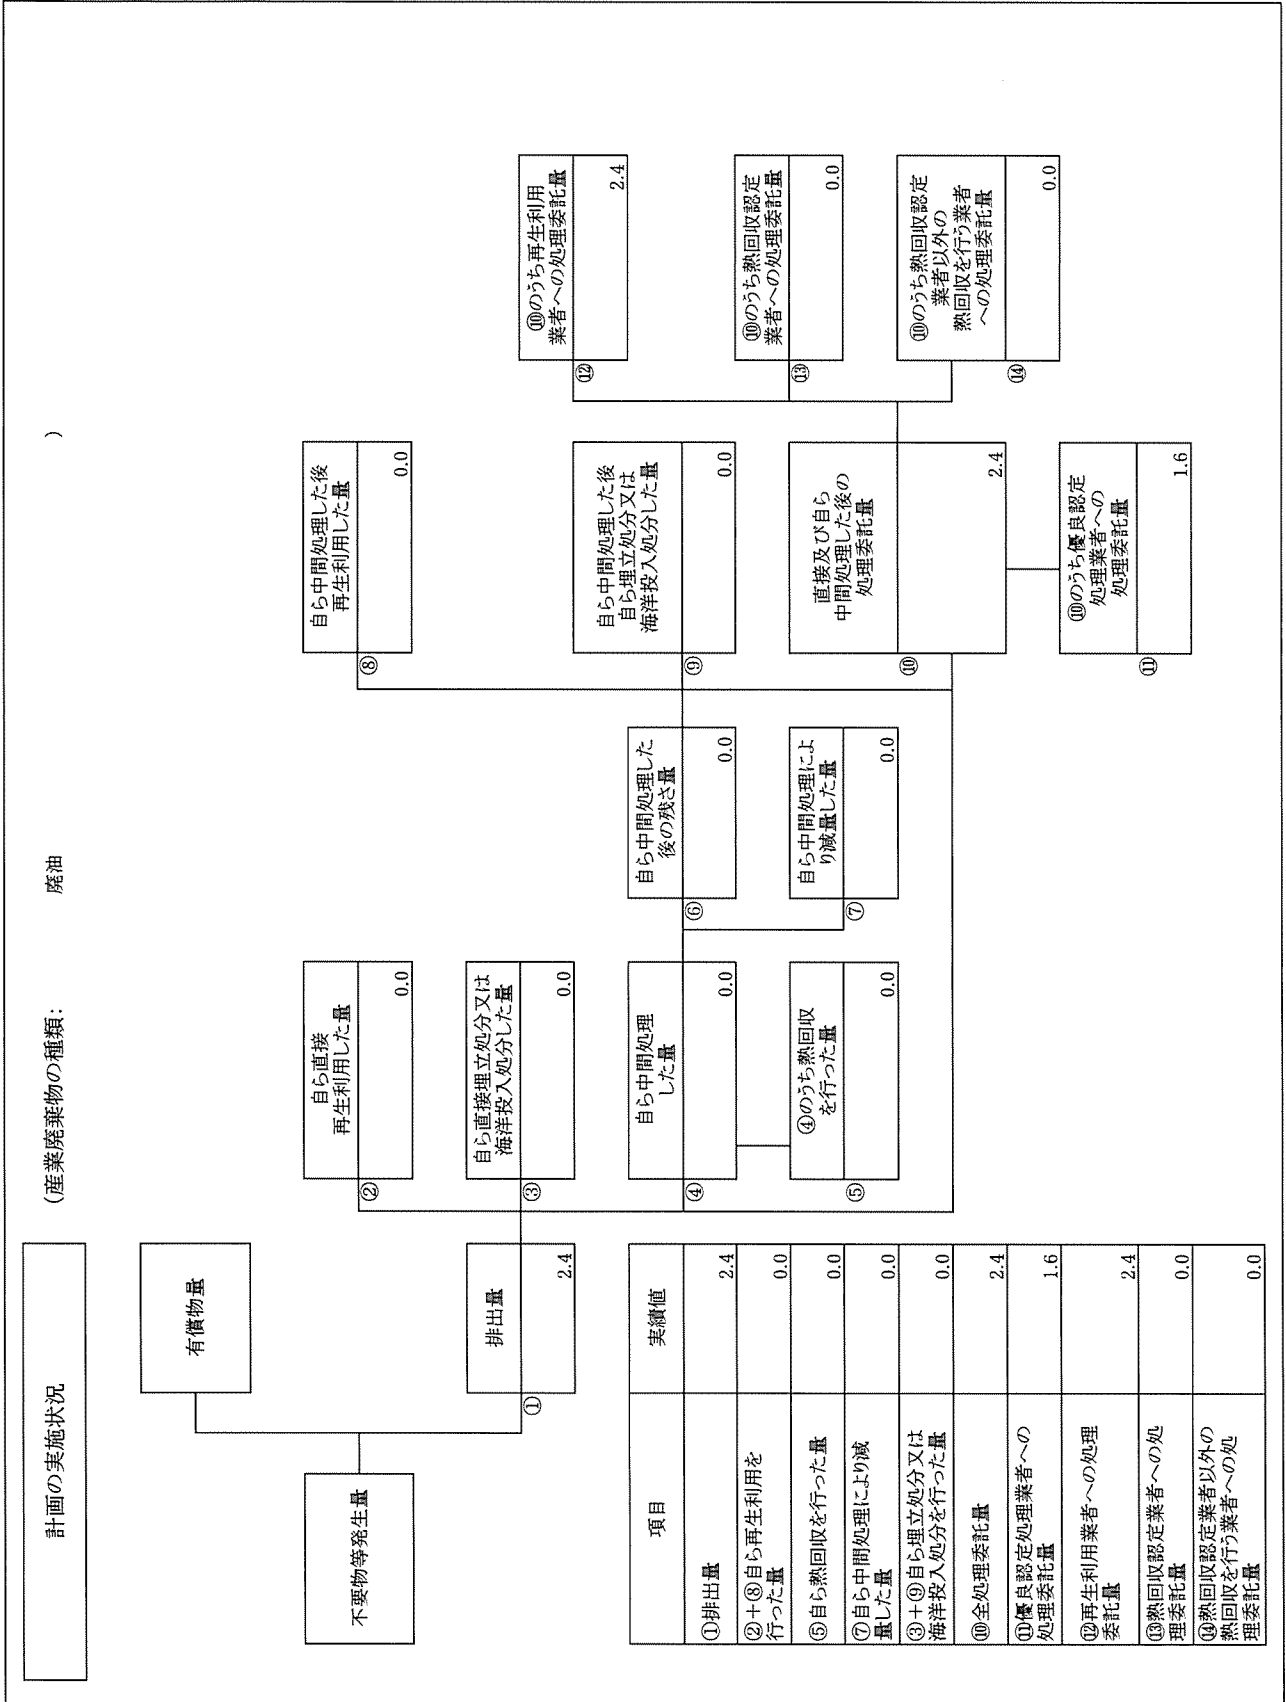 計画の実施状況
(産業廃棄物の種類：
廃油
)
不要物等発生量
有償物量
①
排出量
2.4
②
自ら直接
再生利用した量
0.0
③
自ら直接埋立処分又は
海洋投入処分した量
0.0
④
自ら中間処理
した量
0.0
⑤
④のうち熱回収
を行った量
0.0
⑥
自ら中間処理した
後の残さ量
0.0
⑦
自ら中間処理によ
り減量した量
0.0
⑧
自ら中間処理した後
再生利用した量
0.0
⑨
自ら中間処理した後
自ら埋立処分又は
海洋投入処分した量
0.0
⑩
直接及び自ら
中間処理した後の
処理委託量
2.4
⑪
⑩のうち優良認定
処理業者への
処理委託量
1.6
⑫
⑩のうち再生利用
業者への処理委託量
2.4
⑬
⑩のうち熱回収認定
業者への処理委託量
0.0
⑭
⑩のうち熱回収認定
業者以外の
熱回収を行う業者
への処理委託量
0.0
項目
実績値
①排出量
2.4
②+⑧自ら再生利用を
行った量
0.0
⑤自ら熱回収を行った量
0.0
⑦自ら中間処理により減
量した量
0.0
③+⑨自ら埋立処分又は
海洋投入処分を行った量
0.0
⑩全処理委託量
2.4
⑪優良認定処理業者への
処理委託量
1.6
⑫再生利用業者への処理
委託量
2.4
⑬熱回収認定業者への処
理委託量
0.0
⑭熱回収認定業者以外の
熱回収を行う業者への処
理委託量
0.0